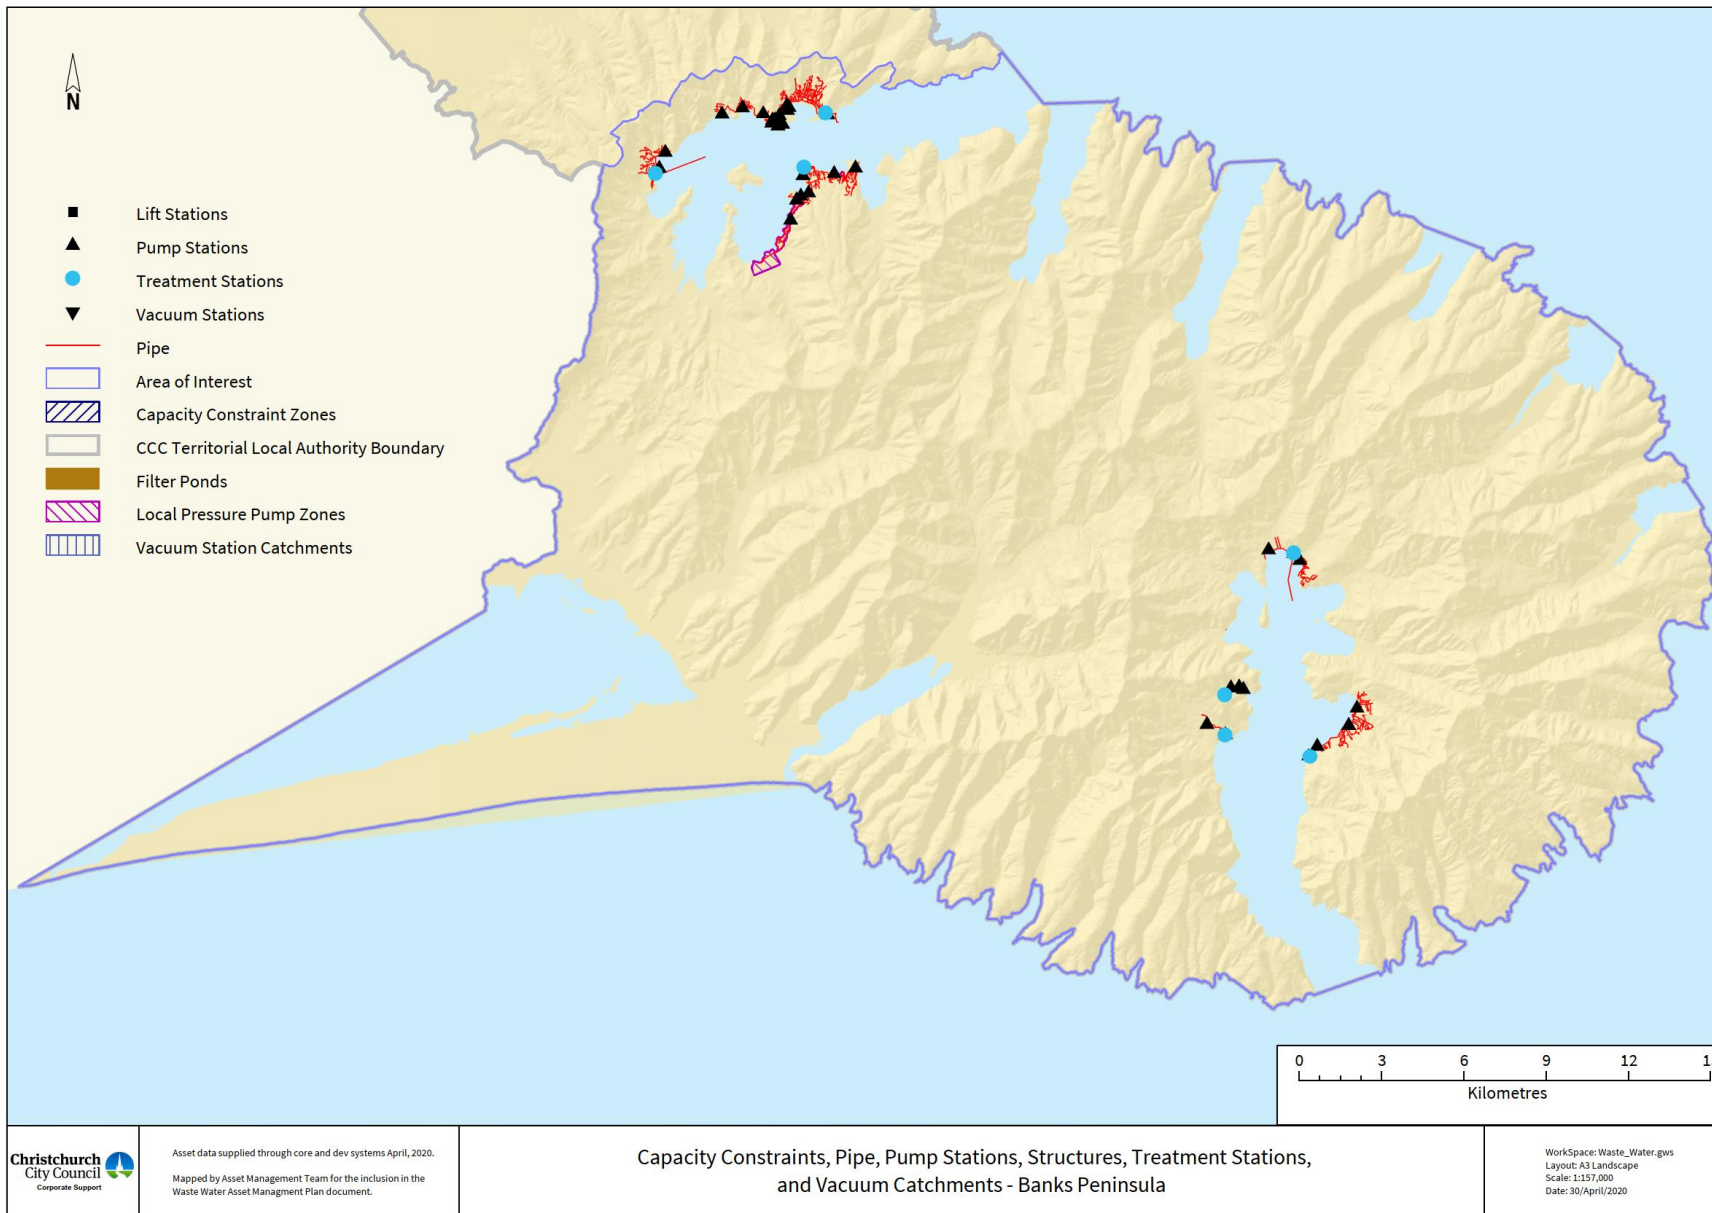 N
Lift Stations
Pump Stations
Treatment Stations
Vacuum Stations
Pipe
Area of Interest
Capacity Constraint Zones
CCC Territorial Local Authority Boundary
Filter Ponds
Local Pressure Pump Zones
Vacuum Station Catchments
0 3 6 9 12
Kilometres
Christchurch
City Council
Corporate Support
Asset data supplied through core and dev systems April, 2020.
Mapped by Asset Management Team for the inclusion in the
Waste Water Asset Managment Plan document.
Capacity Constraints, Pipe, Pump Stations, Structures, Treatment Stations,
and Vacuum Catchments - Banks Peninsula
WorkSpace: Waste_Water.gws
Layout: A3 Landscape
Scale: 1:157,000
Date: 30/April/2020